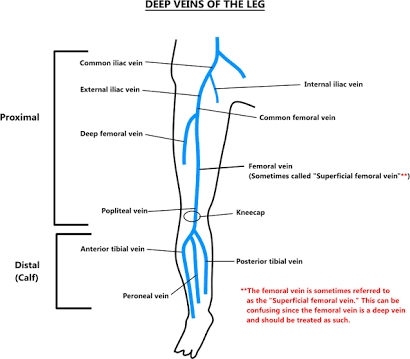 DEEP VEINS OF THE LEG
Common iliac vein
Internal iliac vein
External iliac vein
Common femoral vein
Proximal
Deep femoral vein
Femoral vein
(Sometimes called "Superficial femoral vein"**)
Popliteal vein
Kneecap
Anterior tibial vein
Distal
(Calf)
Posterior tibial vein
Peroneal vein
**The femoral vein is sometimes referred to
as the "Superficial femoral vein." This can be
confusing since the femoral vein is a deep vein
and should be treated as such.